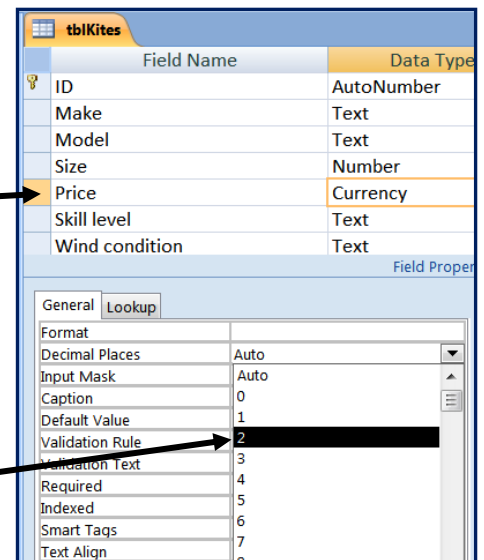 tblKites
Field Name Data Type
ID AutoNumber
Make Text
Model Text
Size Number
Price Currency
Skill level Text
Wind condition Text
Field Proper
General Lookup
Format
Decimal Places Auto
Input Mask Auto
Caption 0
Default Value 1
Validation Rule 2
Validation Text 3
Required 4
Indexed 5
Smart Tags 6
Text Align 7